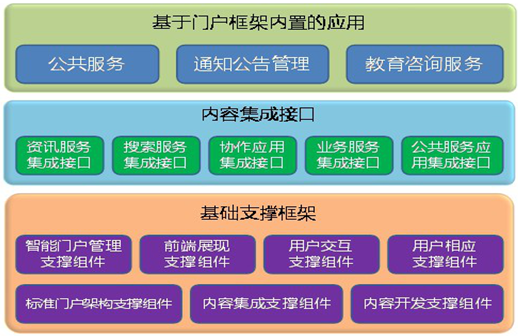 基于门户框架内置的应用
公共服务
通知公告管理
教育咨询服务
内容集成接口
资讯服务
集成接口
搜索服务
集成接口
协作应用
集成接口
业务服务
集成接口
公共服务应
用集成接口
基础支撑框架
智能门户管理
支撑组件
前端展现
支撑组件
用户交互
支撑组件
用户相应
支撑组件
标准门户架构支撑组件
内容集成支撑组件
内容开发支撑组件